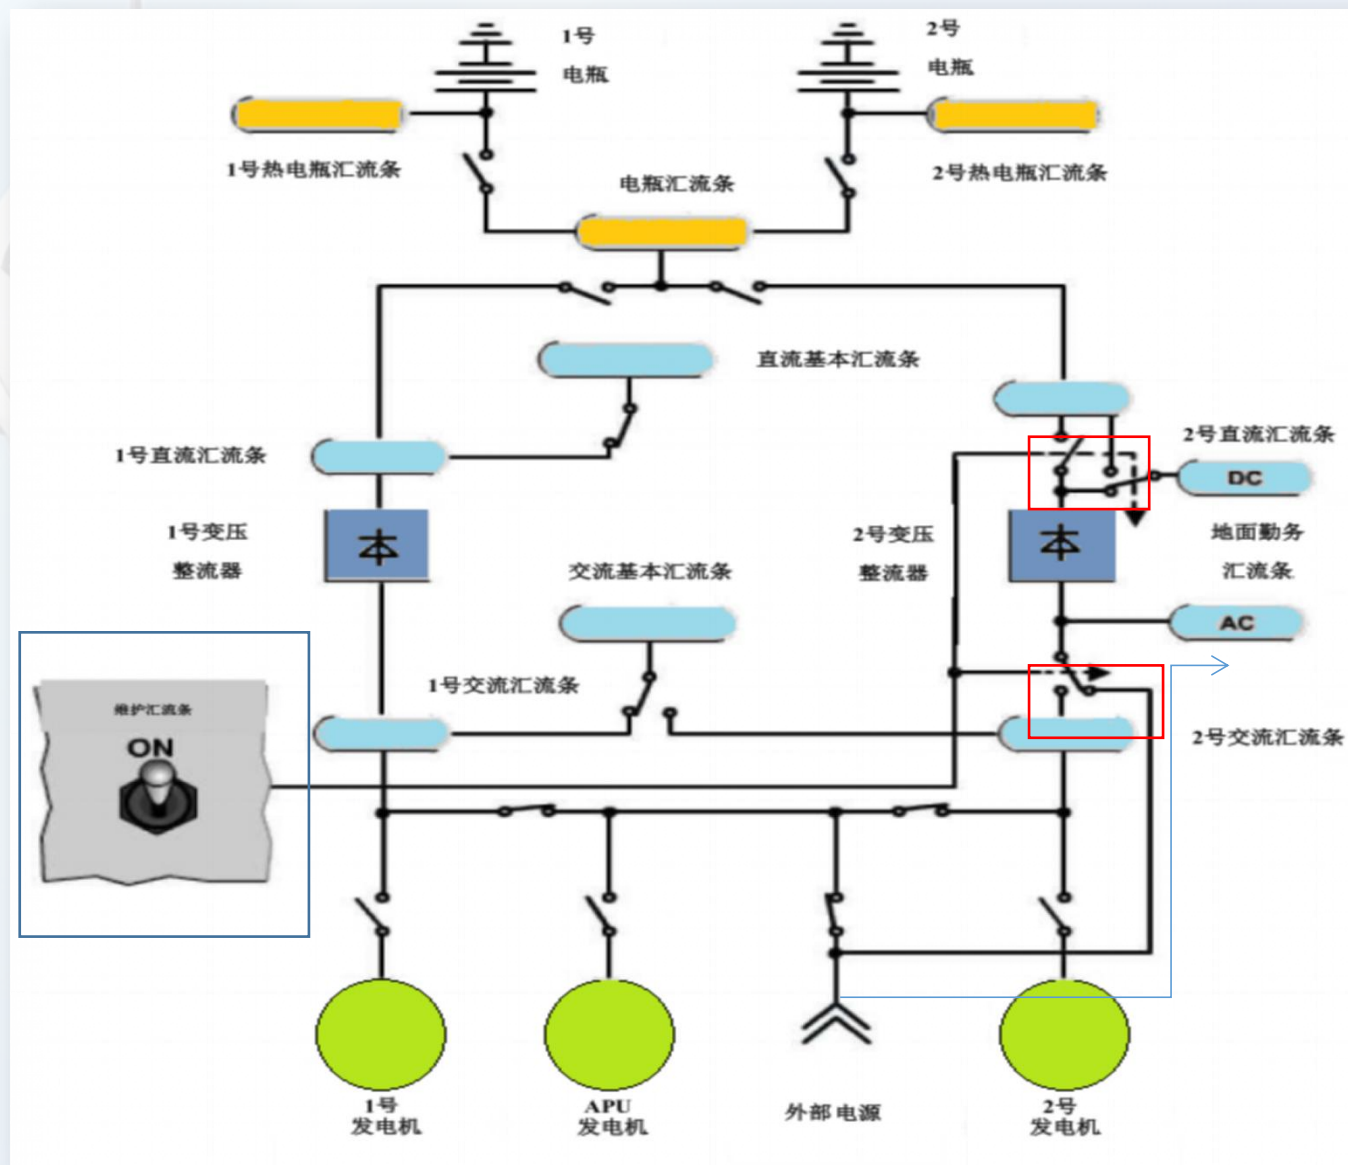 1号
电瓶
2号
电瓶
1号热电瓶汇流条
电瓶汇流条
2号热电瓶汇流条
直流基本汇流条
1号直流汇流条
2号直流汇流条
DC
1号变压
整流器
2号变压
整流器
地面勤务
汇流条
交流基本汇流条
AC
1号交流汇流条
维护汇流条
ON
2号交流汇流条
1号
发电机
APU
发电机
外部电源
2号
发电机